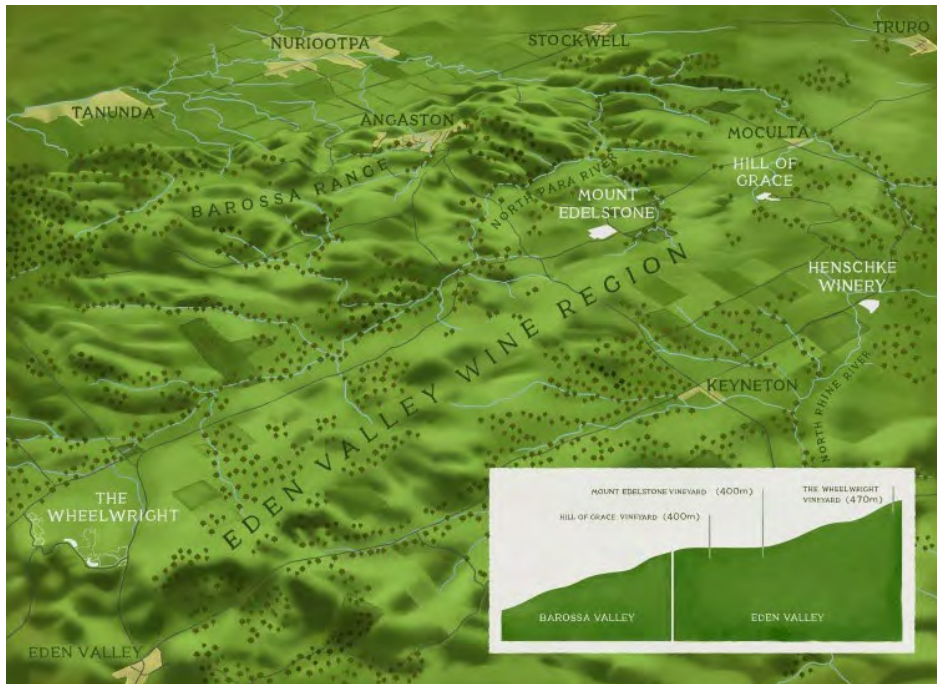 TRURO
NURIOOTPA
STOCKWELL
TANUNDA
ANGASTON
MOCULTA
HILL OF
GRACE
BAROSSA RANGE
NORTH PARA RIVER
MOUNT
EDELSTONE
HENSCHKE
WINERY
EDEN VALLEY WINE REGION
KEYNETON
NORTH RHINE RIVER
THE
WHEELWRIGHT
EDEN VALLEY
MOUNT EDELSTONE VINEYARD (400m)
THE WHEELWRIGHT
VINEYARD (470m)
HILL OF GRACE VINEYARD (400m)
BAROSSA VALLEY
EDEN VALLEY